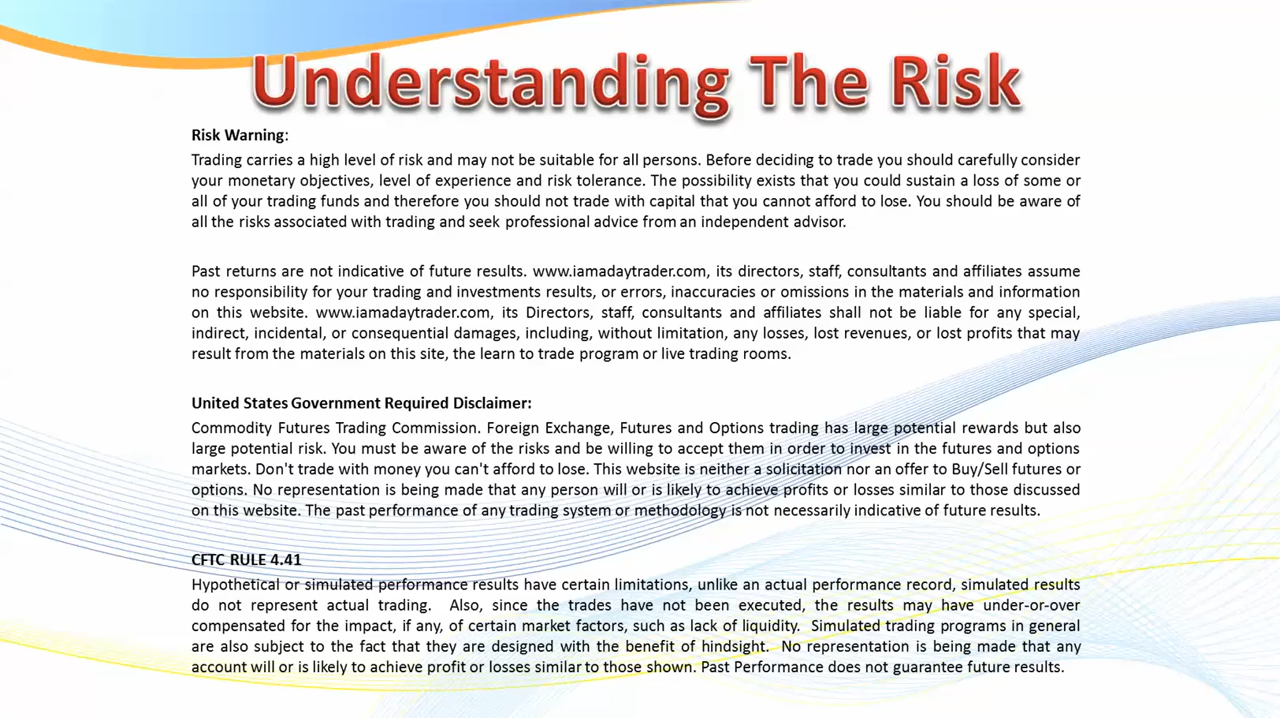 Understanding The Risk
Risk Warning:
Trading carries a high level of risk and may not be suitable for all persons. Before deciding to trade you should carefully consider
your monetary objectives, level of experience and risk tolerance. The possibility exists that you could sustain a loss of some or
all of your trading funds and therefore you should not trade with capital that you cannot afford to lose. You should be aware of
all the risks associated with trading and seek professional advice from an independent advisor.
Past returns are not indicative of future results. www.iamadaytrader.com, its directors, staff, consultants and affiliates assume
no responsibility for your trading and investments results, or errors, inaccuracies or omissions in the materials and information
on this website. www.iamadaytrader.com, its Directors, staff, consultants and affiliates shall not be liable for any special,
indirect, incidental, or consequential damages, including, without limitation, any losses, lost revenues, or lost profits that may
result from the materials on this site, the learn to trade program or live trading rooms.
United States Government Required Disclaimer:
Commodity Futures Trading Commission. Foreign Exchange, Futures and Options trading has large potential rewards but also
large potential risk. You must be aware of the risks and be willing to accept them in order to invest in the futures and options
markets. Don't trade with money you can't afford to lose. This website is neither a solicitation nor an offer to Buy/Sell futures or
options. No representation is being made that any person will or is likely to achieve profits or losses similar to those discussed
on this website. The past performance of any trading system or methodology is not necessarily indicative of future results.
CFTC RULE 4.41
Hypothetical or simulated performance results have certain limitations, unlike an actual performance record, simulated results
do not represent actual trading. Also, since the trades have not been executed, the results may have under-or-over
compensated for the impact, if any, of certain market factors, such as lack of liquidity. Simulated trading programs in general
are also subject to the fact that they are designed with the benefit of hindsight. No representation is being made that any
account will or is likely to achieve profit or losses similar to those shown. Past Performance does not guarantee future results.